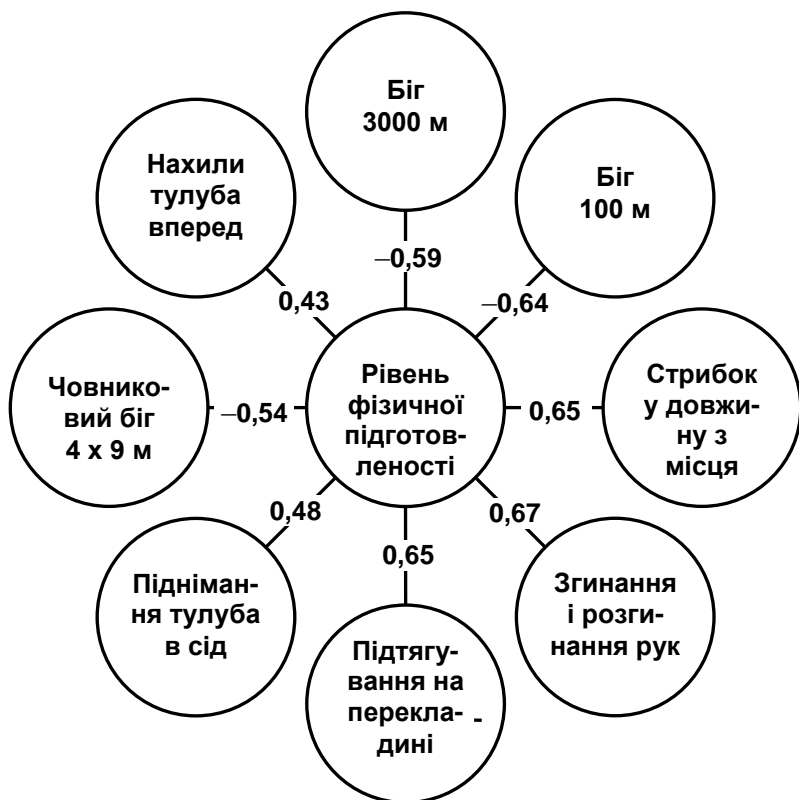 Біг
3000 м
Нахили
тулуба
вперед
Біг
100 м
–0,59
0,43
–0,64
Човнико-
вий біг
4 х 9 м
–0,54
Рівень
фізичної
підготов-
леності
0,65
Стрибок
у довжи-
ну з
місця
0,48
0,65
0,67
Підніман-
ня тулуба
в сід
Підтягу-
вання на
перекла- -
дині
Згинання
і розги-
нання рук